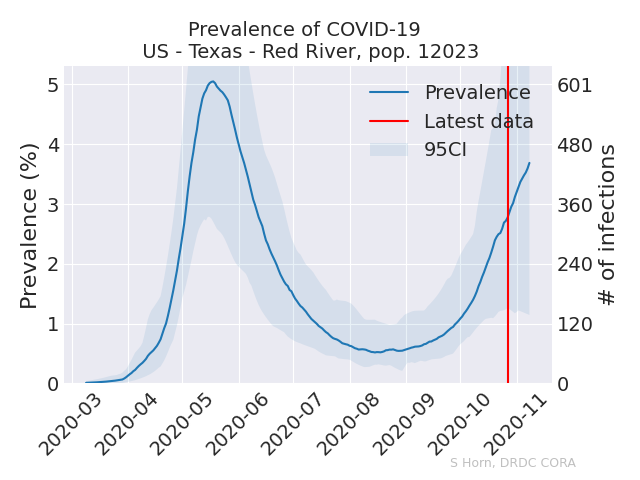 Prevalence of COVID-19
US - Texas - Red River, pop. 12023
Prevalence
Latest data
95CI
Prevalence (%)
5
4
3
2
1
0
# of infections
601
480
360
240
120
0
2020-03
2020-04
2020-05
2020-06
2020-07
2020-08
2020-09
2020-10
2020-11
S Horn, DRDC CORA